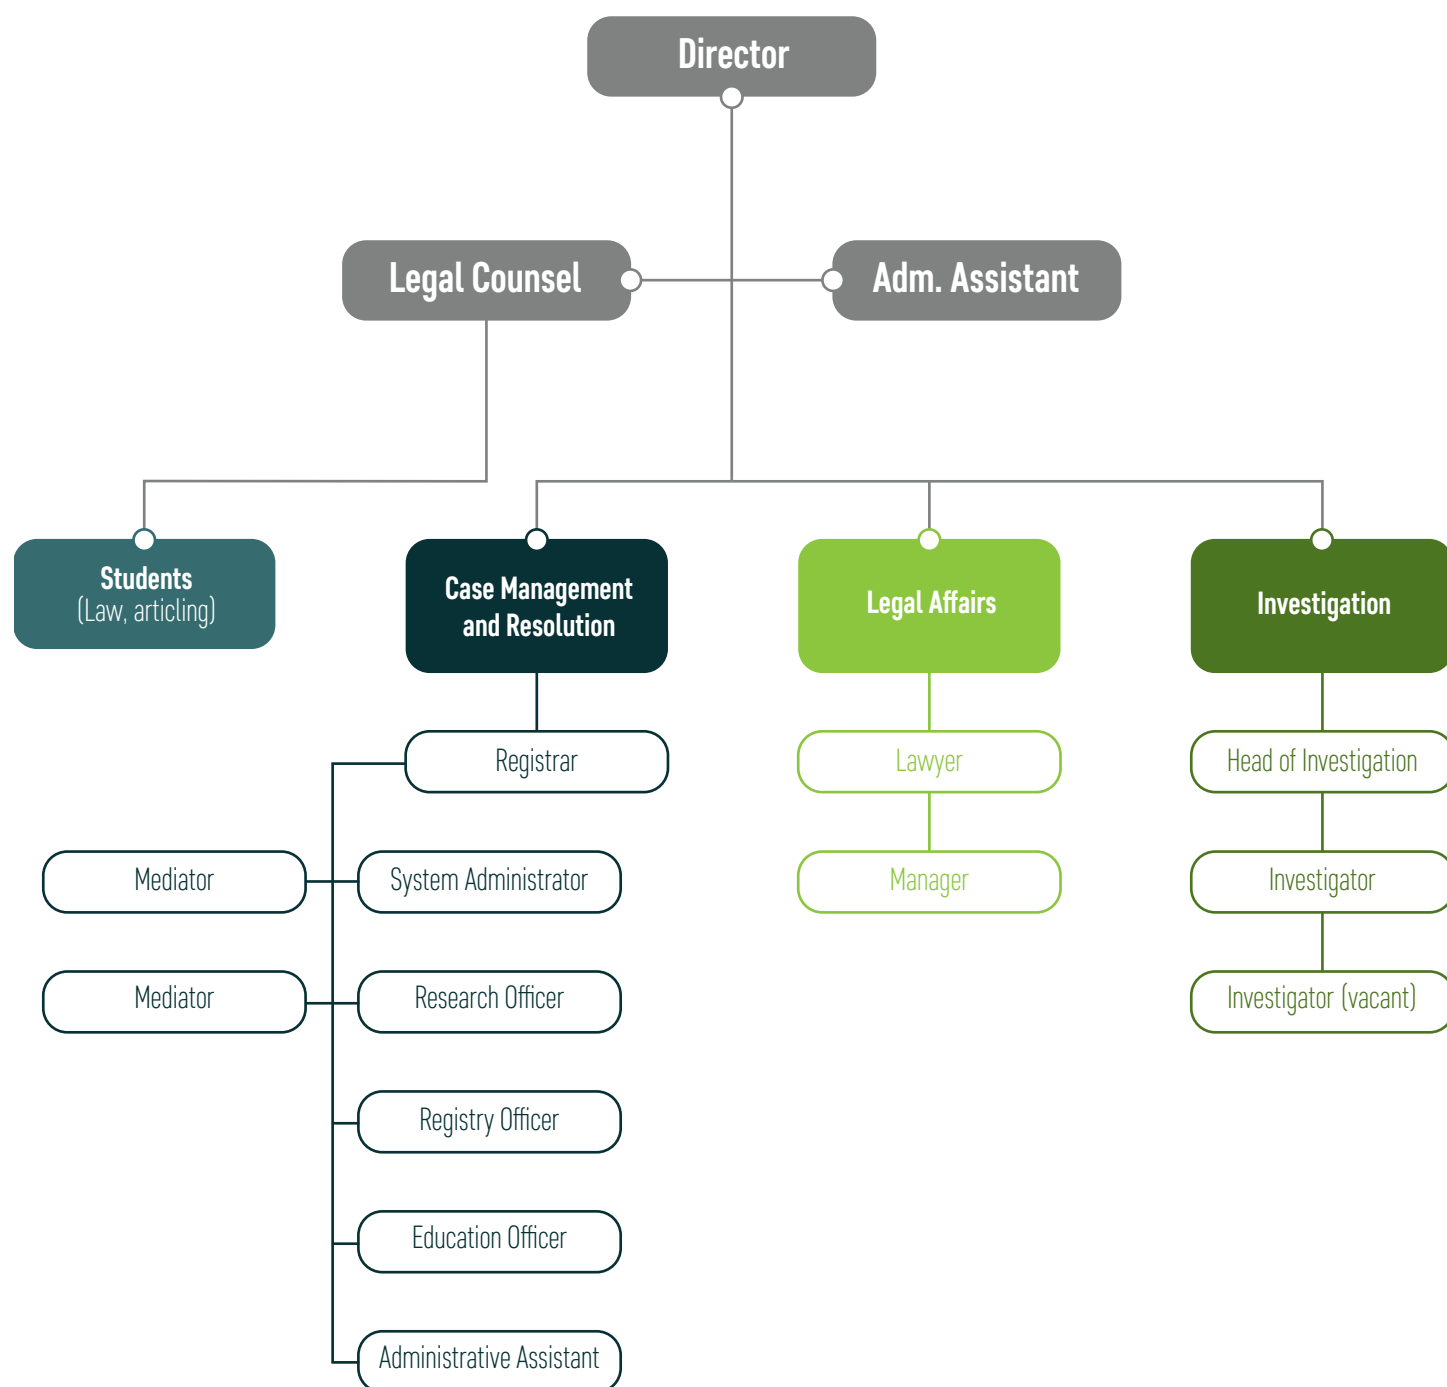 Director
Legal Counsel
Adm. Assistant
Students
(Law, articling)
Case Management
and Resolution
Legal Affairs
Investigation
Registrar
Lawyer
Head of Investigation
Mediator
System Administrator
Manager
Investigator
Mediator
Research Officer
Investigator (vacant)
Registry Officer
Education Officer
Administrative Assistant